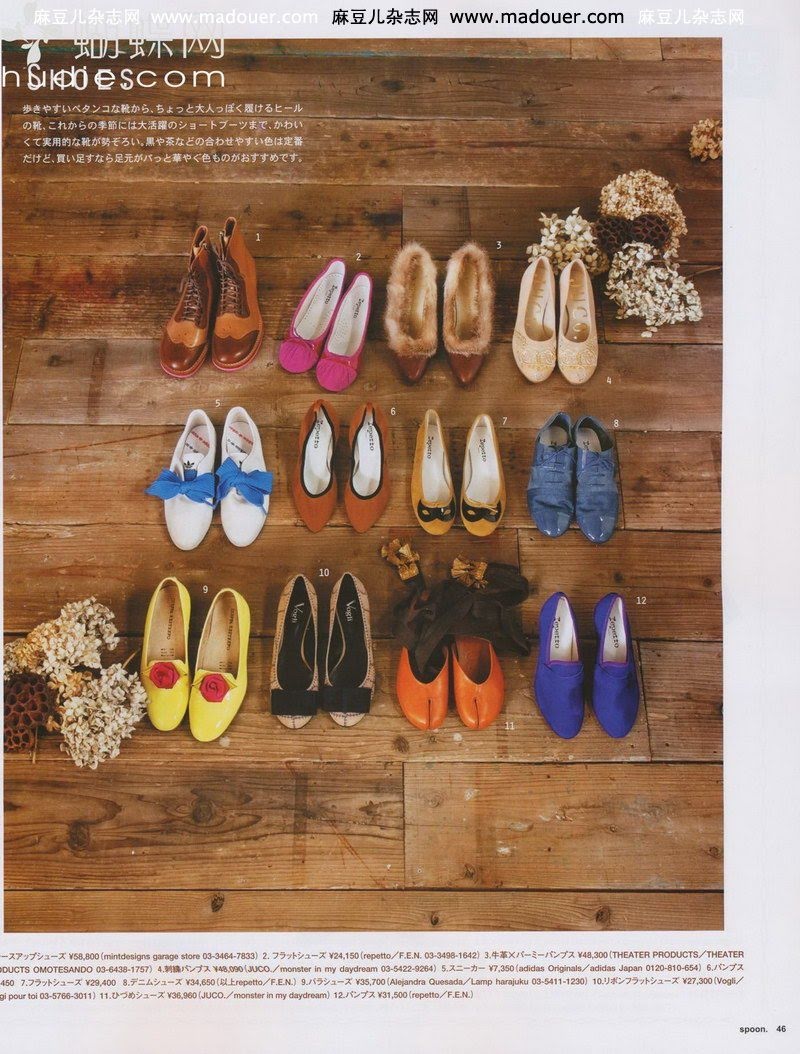 www.madouer.com 麻豆儿杂志网 www.madouer.com 麻豆儿杂志网
蝴蝶网
hudie.com
SHOES
歩きやすいペタンコな靴から、ちょっと大人っぽく履けるヒール
の靴、これからの季節には大活躍のショートブーツまで、かわい
くて実用的な靴が勢ぞろい。黒や茶などの合わせやすい色は定番
だけど、買い足すなら足元がパっと華やぐ色ものがおすすめです。
1
2
3
4
5
6
7
8
9
10
11
12
ースアップシューズ ¥58,800(mintdesigns garage store 03-3464-7833) 2. フラットシューズ ¥24,150(repetto/F.E.N. 03-3498-1642) 3.牛革×バーミーパンプス ¥48,300(THEATER PRODUCTS/THEATER
ODUCTS OMOTESANDO 03-6438-1757) 4.刺繍パンプス ¥48,090(JUCO./monster in my daydream 03-5422-9264) 5.スニーカー ¥7,350(adidas Originals/adidas Japan 0120-810-654) 6.パンプス
450 7.フラットシューズ ¥29,400 8.デニムシューズ ¥34,650(以上repetto/F.E.N.) 9.バラシューズ ¥35,700(Alejandra Quesada/Lamp harajuku 03-5411-1230) 10.リボンフラットシューズ ¥27,300(Vogli/
gi pour toi 03-5766-3011) 11.ひづめシューズ ¥36,960(JUCO./monster in my daydream) 12.パンプス ¥31,500(repetto/F.E.N.)
spoon. 46